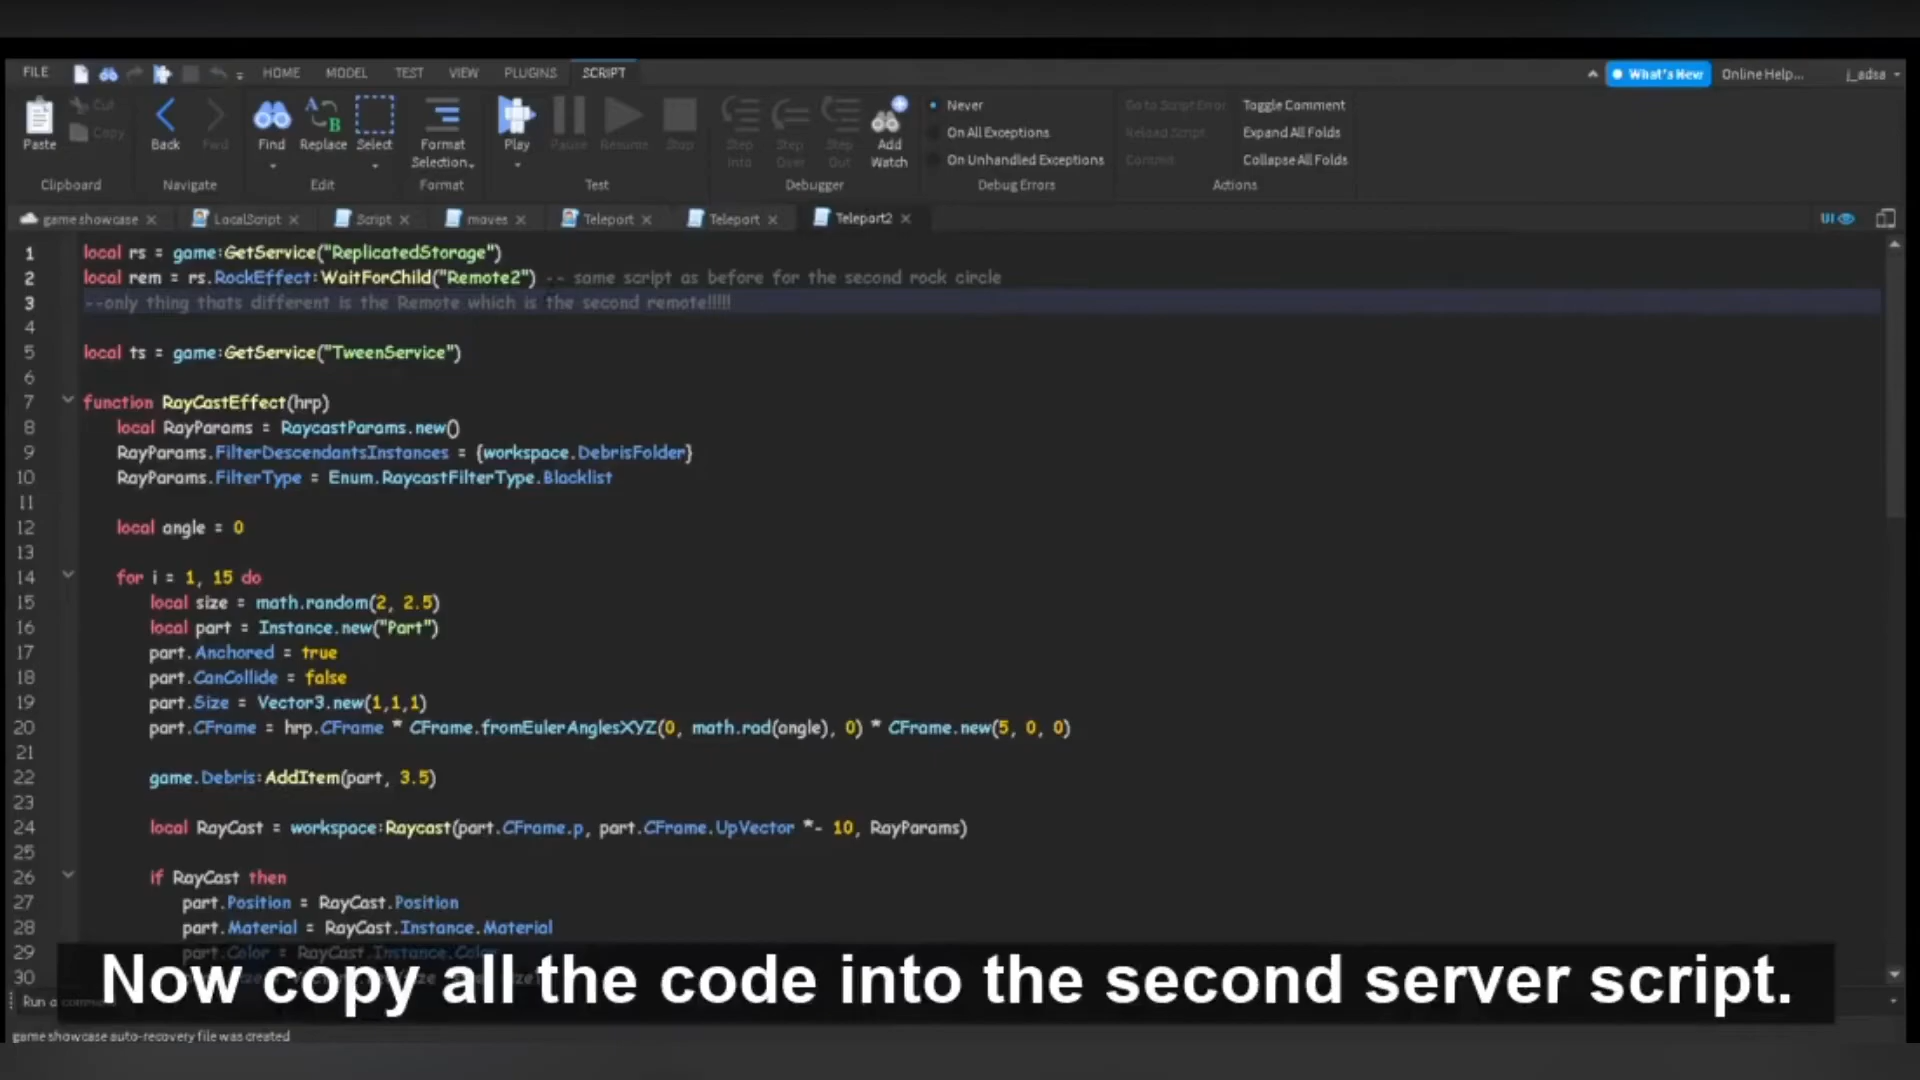 FILE HOME MODEL TEST VIEW PLUGINS SCRIPT What's New Online Help... j_adsa
Paste Cut Copy Back Fwd Find Replace Select Format Selection Play Pause Resume Stop Step Into Step Over Step Out Add Watch
Never Go to Script Error Toggle Comment
On All Exceptions Reload Script Expand All Folds
On Unhandled Exceptions Commit Collapse All Folds
Clipboard Navigate Edit Format Test Debugger Debug Errors Actions
game showcase LocalScript Script moves Teleport Teleport Teleport2 UI
1 local rs = game:GetService("ReplicatedStorage")
2 local rem = rs.RockEffect:WaitForChild("Remote2") -- same script as before for the second rock circle
3 --only thing thats different is the Remote which is the second remote!!!!!
4
5 local ts = game:GetService("TweenService")
6
7 function RayCastEffect(hrp)
8 local RayParams = RaycastParams.new()
9 RayParams.FilterDescendantsInstances = {workspace.DebrisFolder}
10 RayParams.FilterType = Enum.RaycastFilterType.Blacklist
11
12 local angle = 0
13
14 for i = 1, 15 do
15 local size = math.random(2, 2.5)
16 local part = Instance.new("Part")
17 part.Anchored = true
18 part.CanCollide = false
19 part.Size = Vector3.new(1,1,1)
20 part.CFrame = hrp.CFrame * CFrame.fromEulerAnglesXYZ(0, math.rad(angle), 0) * CFrame.new(5, 0, 0)
21
22 game.Debris:AddItem(part, 3.5)
23
24 local RayCast = workspace:Raycast(part.CFrame.p, part.CFrame.UpVector *- 10, RayParams)
25
26 if RayCast then
27 part.Position = RayCast.Position
28 part.Material = RayCast.Instance.Material
29 part.Color = RayCast.Instance.Color
30
Now copy all the code into the second server script.
Run a command
game showcase auto-recovery file was created